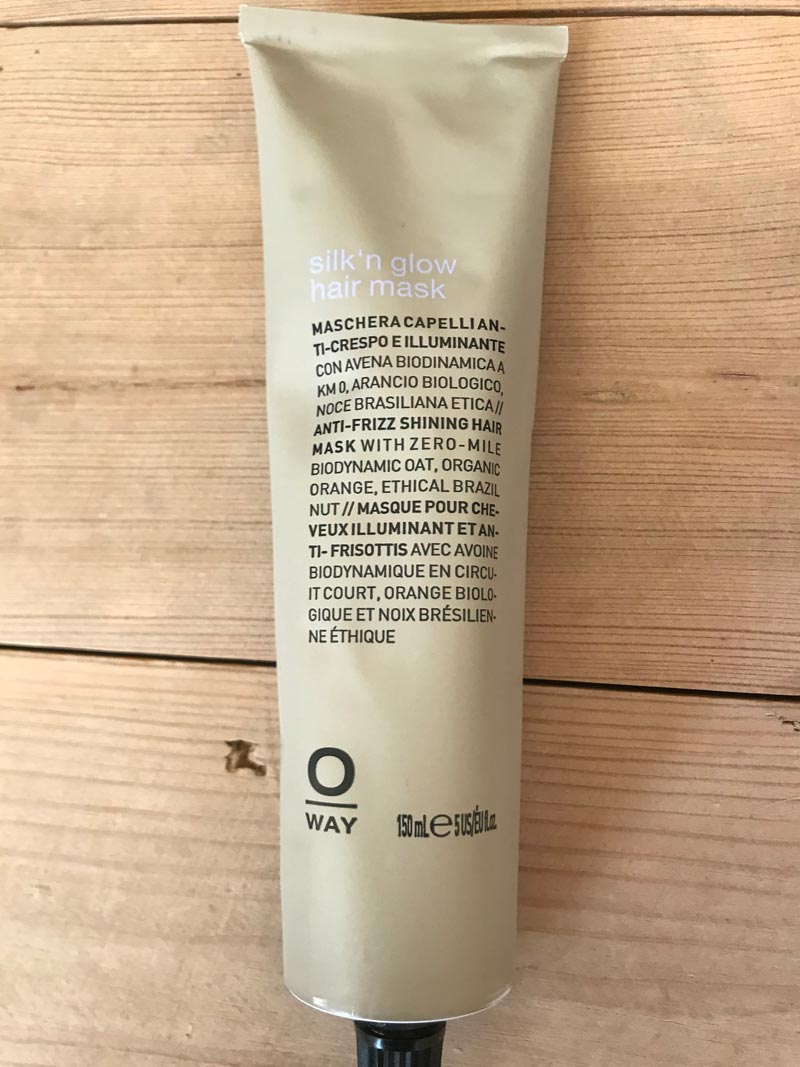 silk'n glow
hair mask
MASCHERA CAPELLI AN-
TI-CRESPO E ILLUMINANTE
CON AVENA BIODINAMICA A
KM 0, ARANCIO BIOLOGICO,
NOCE BRASILIANA ETICA //
ANTI-FRIZZ SHINING HAIR
MASK WITH ZERO-MILE
BIODYNAMIC OAT, ORGANIC
ORANGE, ETHICAL BRAZIL
NUT // MASQUE POUR CHE-
VEUX ILLUMINANT ET AN-
TI- FRISOTTIS AVEC AVOINE
BIODYNAMIQUE EN CIRCU-
IT COURT, ORANGE BIOLO-
GIQUE ET NOIX BRÉSILIEN-
NE ÉTHIQUE
O
WAY
150 mL ℮ 5 US/ÉU fl.oz.